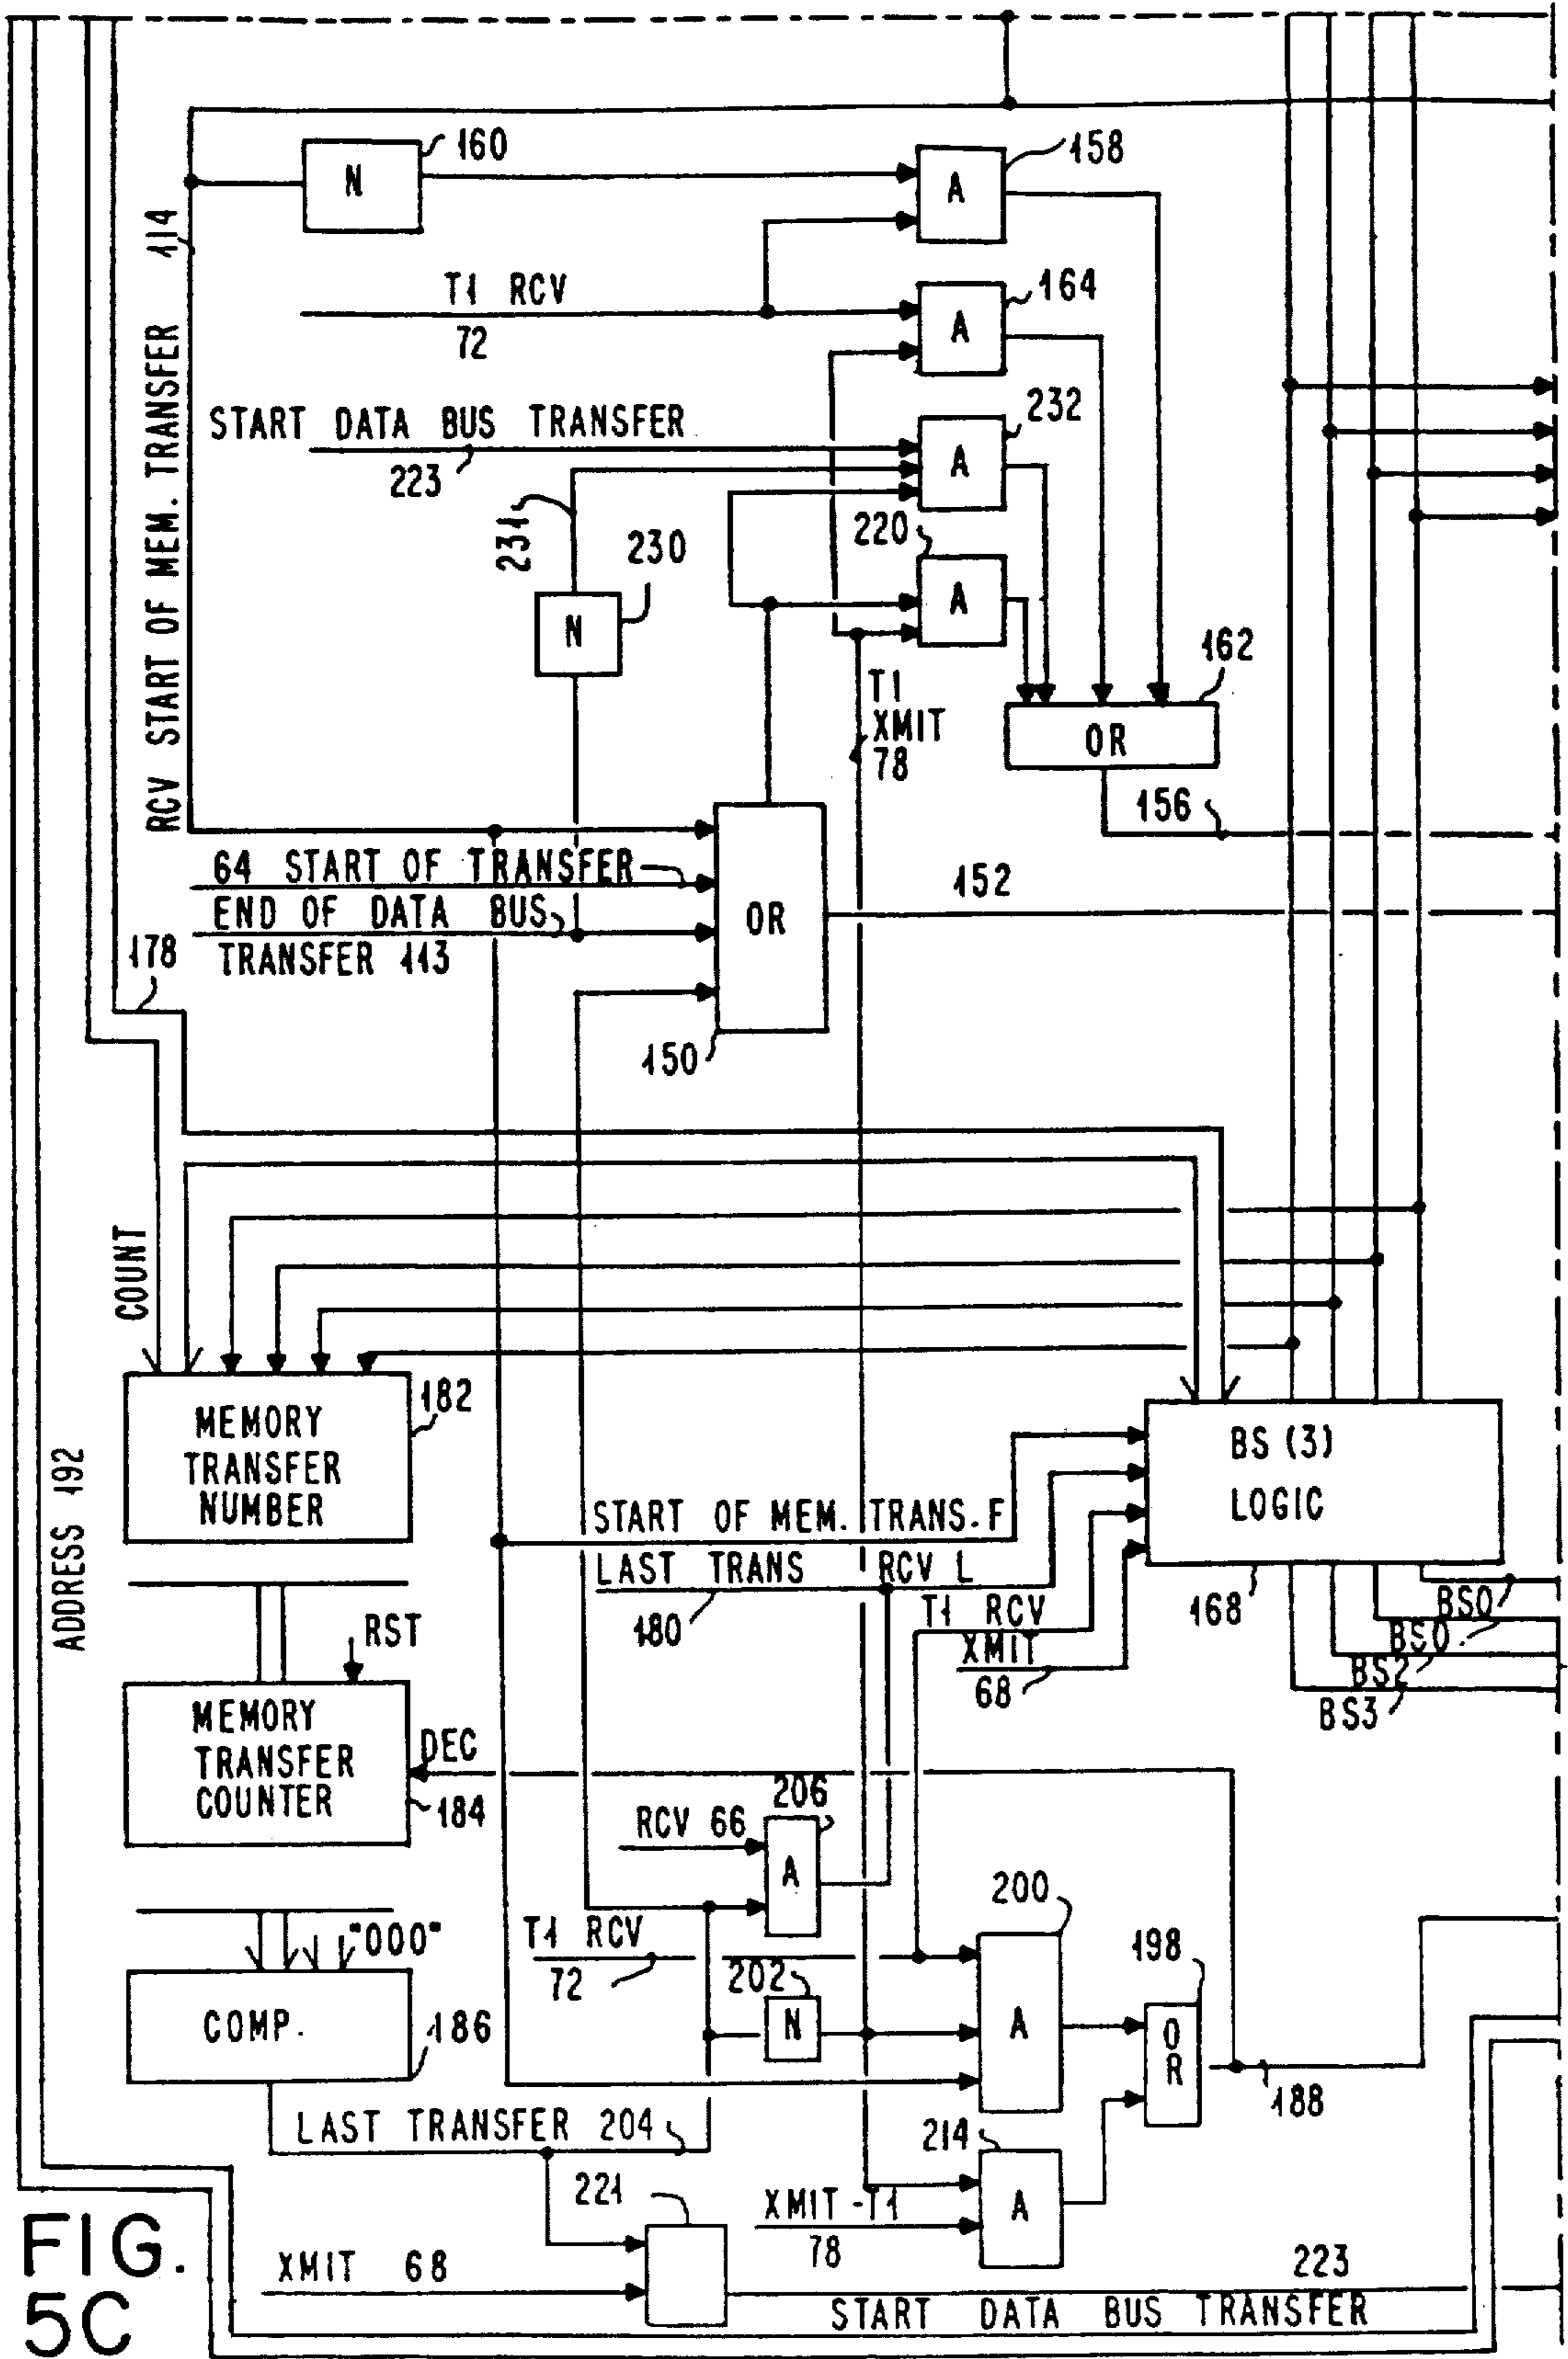 160
N
158
A
RCV START OF MEM. TRANSFER 114
T1 RCV
72
164
A
START DATA BUS TRANSFER
223
232
A
231
N
230
220
A
T1
XMIT
78
162
OR
156
64 START OF TRANSFER
END OF DATA BUS
TRANSFER 113
OR
152
178
150
COUNT
MEMORY
TRANSFER
NUMBER
182
BS (3)
LOGIC
START OF MEM. TRANS. F
LAST TRANS RCV L
180
T1 RCV
XMIT
68
168
BS0
BS0
BS2
BS3
ADDRESS 192
RST
MEMORY
TRANSFER
COUNTER
184
DEC
206
RCV 66
A
200
"000"
T1 RCV
72
202
N
A
198
OR
188
COMP.
186
LAST TRANSFER 204
214
A
221
XMIT-T1
78
XMIT 68
223
START DATA BUS TRANSFER
FIG.
5C